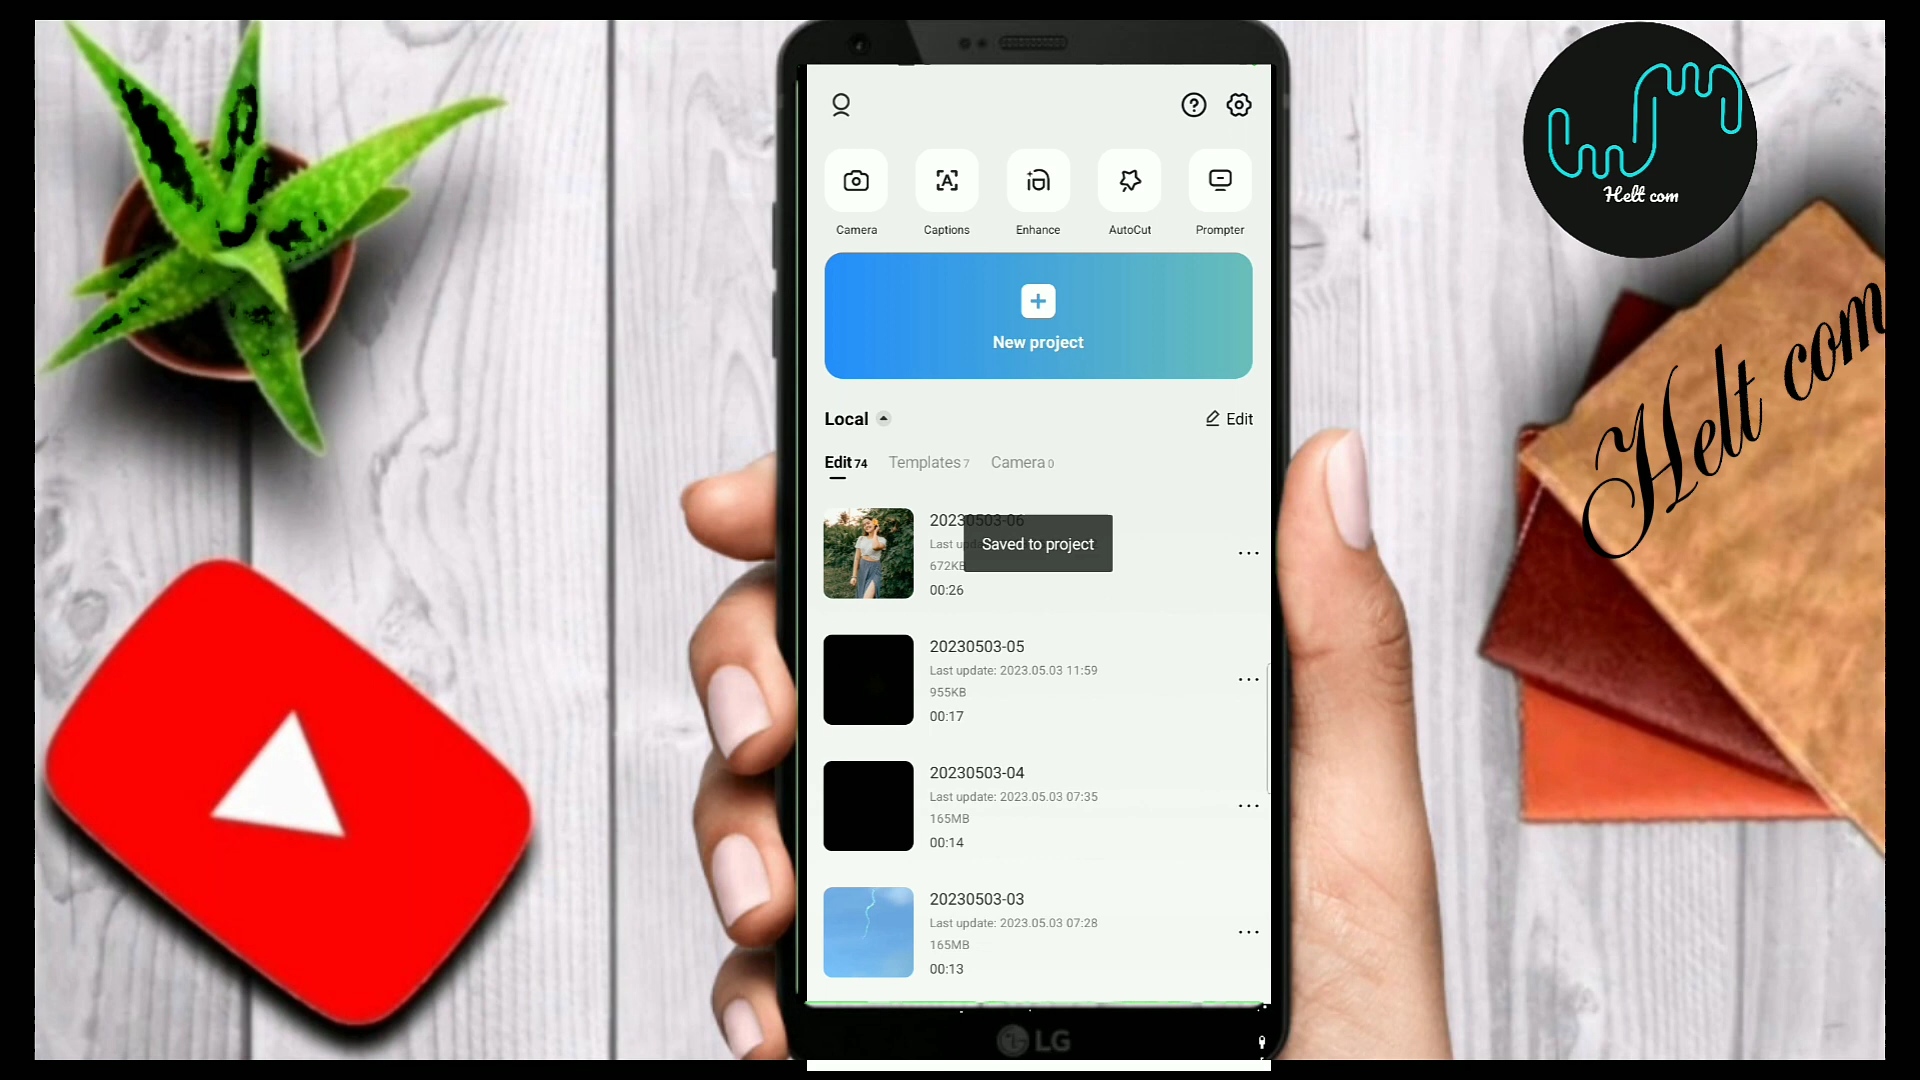 Helt com
Helt com
Camera
Captions
Enhance
AutoCut
Prompter
New project
Local
Edit
Edit 74
Templates 7
Camera 0
20230503-06
Saved to project
Last
672KB
00:26
20230503-05
Last update: 2023.05.03 11:59
955KB
00:17
20230503-04
Last update: 2023.05.03 07:35
165MB
00:14
20230503-03
Last update: 2023.05.03 07:28
165MB
00:13
LG